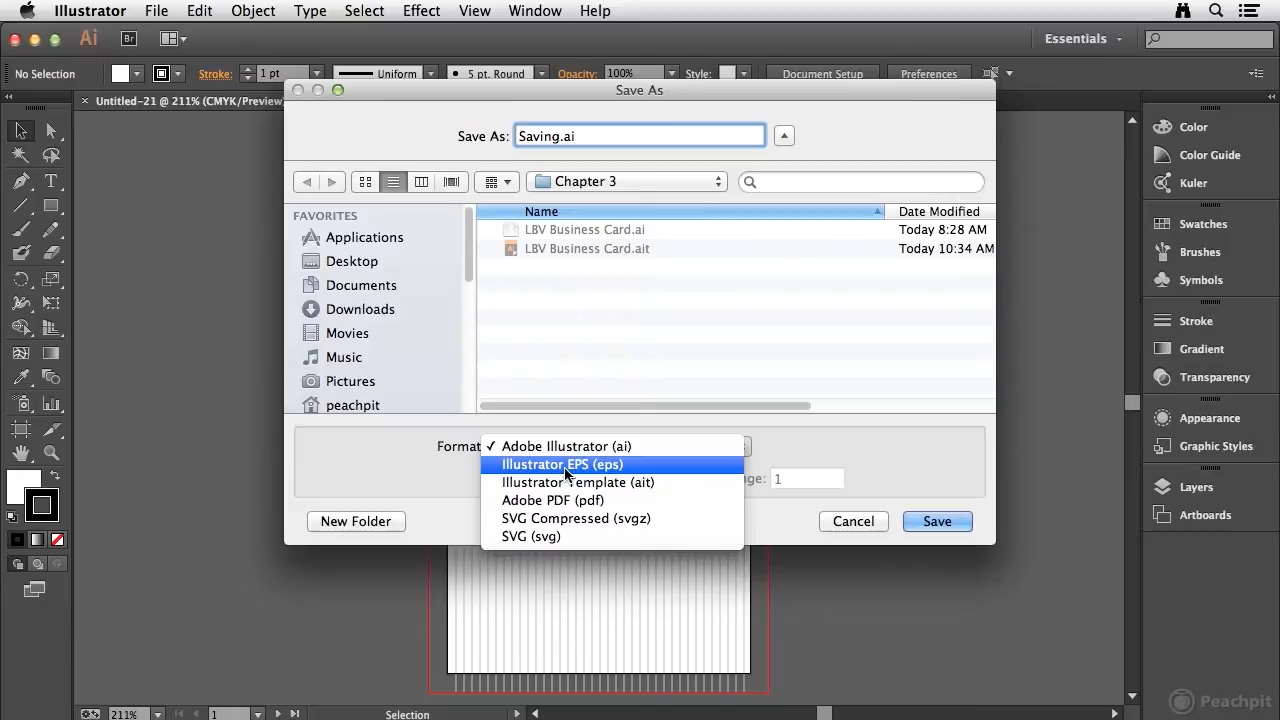 Illustrator File Edit Object Type Select Effect View Window Help
Ai Br Essentials
No Selection Stroke: 1 pt Uniform 5 pt. Round Opacity: 100% Style: Document Setup Preferences
Untitled-21 @ 211% (CMYK/Preview)
Save As
Save As: Saving.ai
Chapter 3
FAVORITES
Applications
Desktop
Documents
Downloads
Movies
Music
Pictures
peachpit
Name Date Modified
LBV Business Card.ai Today 8:28 AM
LBV Business Card.ait Today 10:34 AM
Format
✓ Adobe Illustrator (ai)
Illustrator EPS (eps)
Illustrator Template (ait)
Adobe PDF (pdf)
SVG Compressed (svgz)
SVG (svg)
nge: 1
New Folder Cancel Save
Color
Color Guide
Kuler
Swatches
Brushes
Symbols
Stroke
Gradient
Transparency
Appearance
Graphic Styles
Layers
Artboards
211% 1 Selection
Peachpit